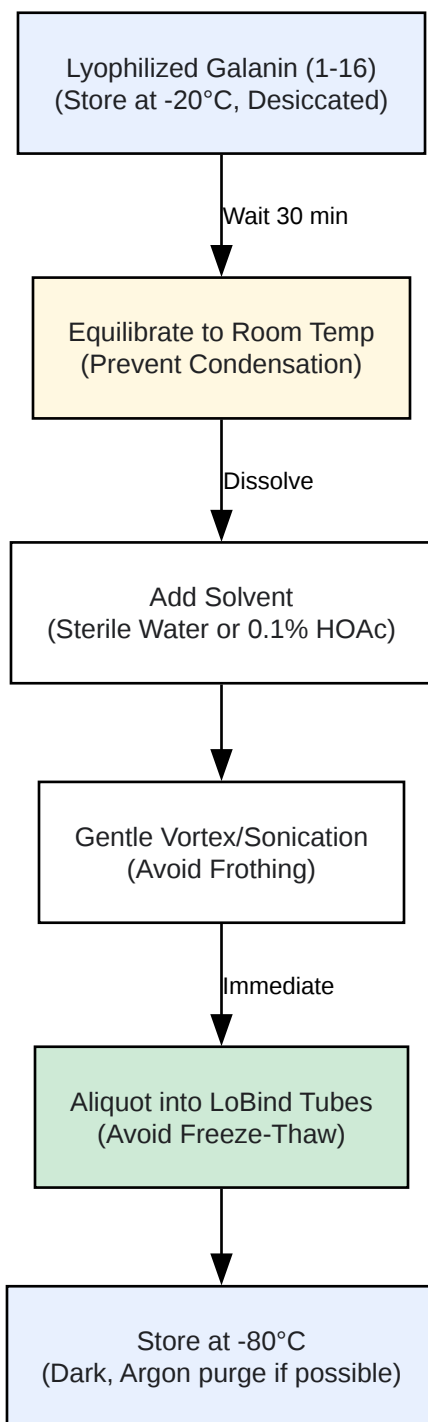 Lyophilized Galanin (1-16)
(Store at -20°C, Desiccated)
Wait 30 min
Equilibrate to Room Temp
(Prevent Condensation)
Dissolve
Add Solvent
(Sterile Water or 0.1% HOAc)
Gentle Vortex/Sonication
(Avoid Frothing)
Immediate
Aliquot into LoBind Tubes
(Avoid Freeze-Thaw)
Store at -80°C
(Dark, Argon purge if possible)